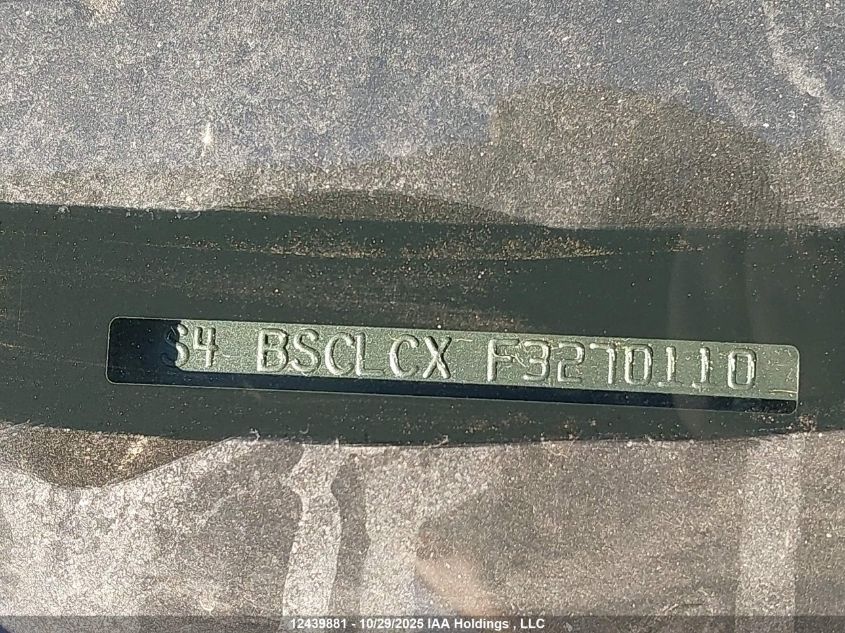 S4 BSCLCX F3270110
12439881 - 10/29/2025 IAA Holdings , LLC